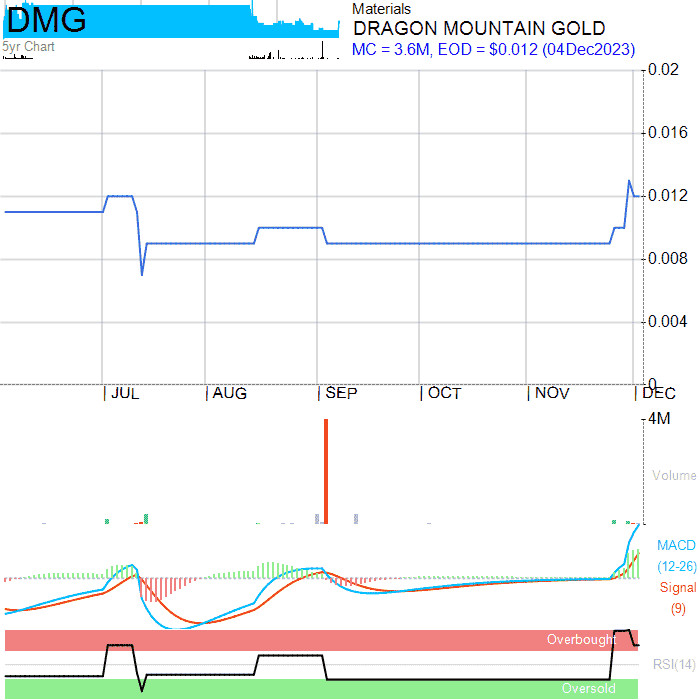 DMG
5yr Chart
Materials
DRAGON MOUNTAIN GOLD
MC = 3.6M, EOD = $0.012 (04Dec2023)
0.02
0.016
0.012
0.008
0.004
0
JUL AUG SEP OCT NOV DEC
4M
Volume
MACD
(12-26)
Signal
(9)
Overbought
RSI(14)
Oversold